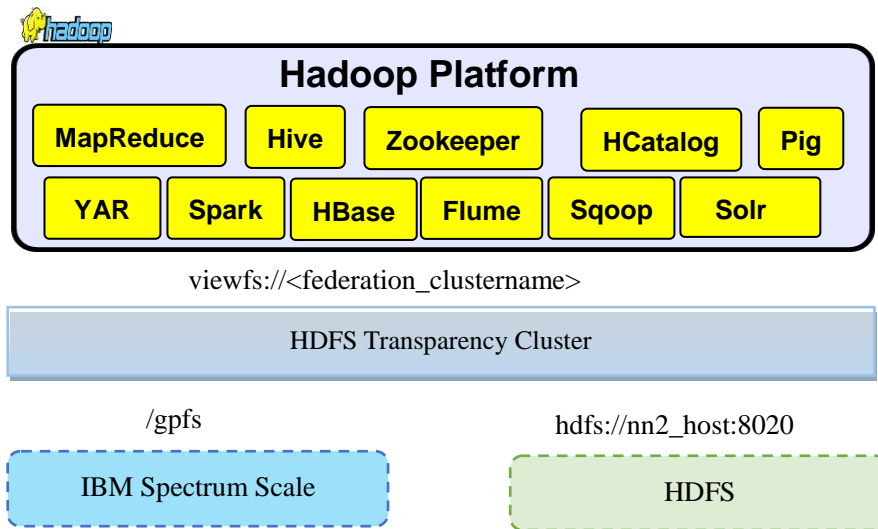 hadoop
Hadoop Platform
MapReduce Hive Zookeeper HCatalog Pig
YAR Spark HBase Flume Sqoop Solr
viewfs://<federation_clustername>
HDFS Transparency Cluster
/gpfs hdfs://nn2_host:8020
IBM Spectrum Scale HDFS